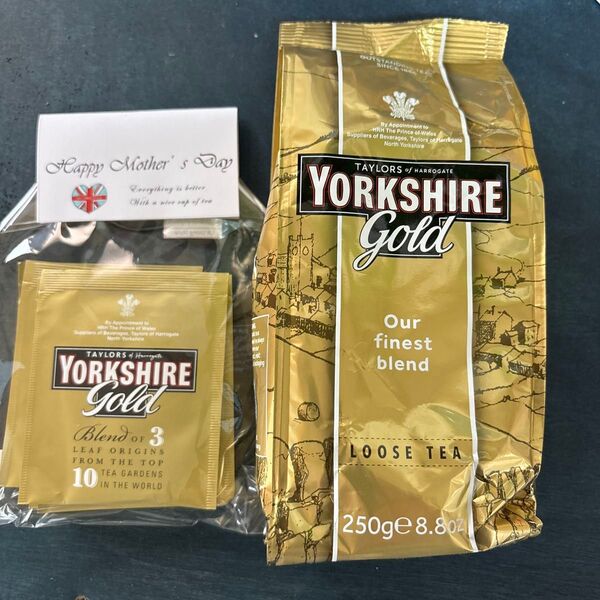 Happy Mother's Day
Everything is better
With a nice cup of tea
By Appointment to
HRH The Prince of Wales
Suppliers of Beverages, Taylors of Harrogate
North Yorkshire
TAYLORS of Harrogate
YORKSHIRE
Gold
Blend OF 3
LEAF ORIGINS
FROM THE TOP
10 TEA GARDENS
IN THE WORLD
OUTSTANDING TEA
By Appointment to
HRH The Prince of Wales
Suppliers of Beverages, Taylors of Harrogate
North Yorkshire
TAYLORS of HARROGATE
YORKSHIRE
Gold
Our
finest
blend
LOOSE TEA
250g e 8.8oz